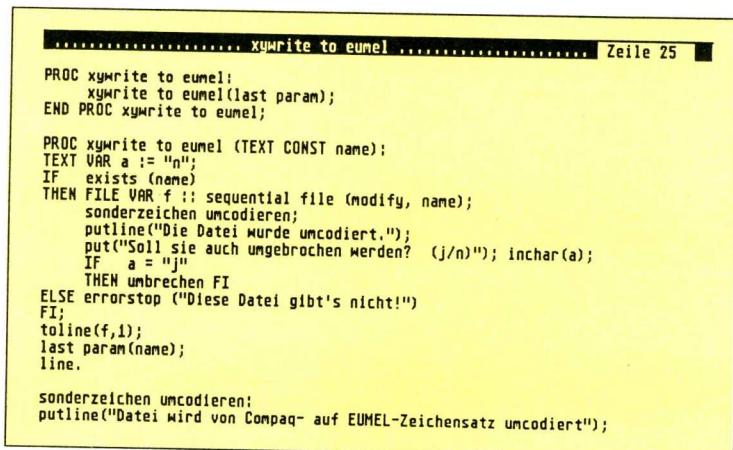 ...................... xywrite to eumel ...................... Zeile 25
PROC xywrite to eumel:
xywrite to eumel(last param);
END PROC xywrite to eumel;
PROC xywrite to eumel (TEXT CONST name):
TEXT VAR a := "n";
IF exists (name)
THEN FILE VAR f :: sequential file (modify, name);
sonderzeichen umcodieren;
putline("Die Datei wurde umcodiert.");
put("Soll sie auch umgebrochen werden? (j/n)"); inchar(a);
IF a = "j"
THEN umbrechen FI
ELSE errorstop ("Diese Datei gibt's nicht!")
FI;
toline(f,1);
last param(name);
line.
sonderzeichen umcodieren:
putline("Datei wird von Compaq- auf EUMEL-Zeichensatz umcodiert");